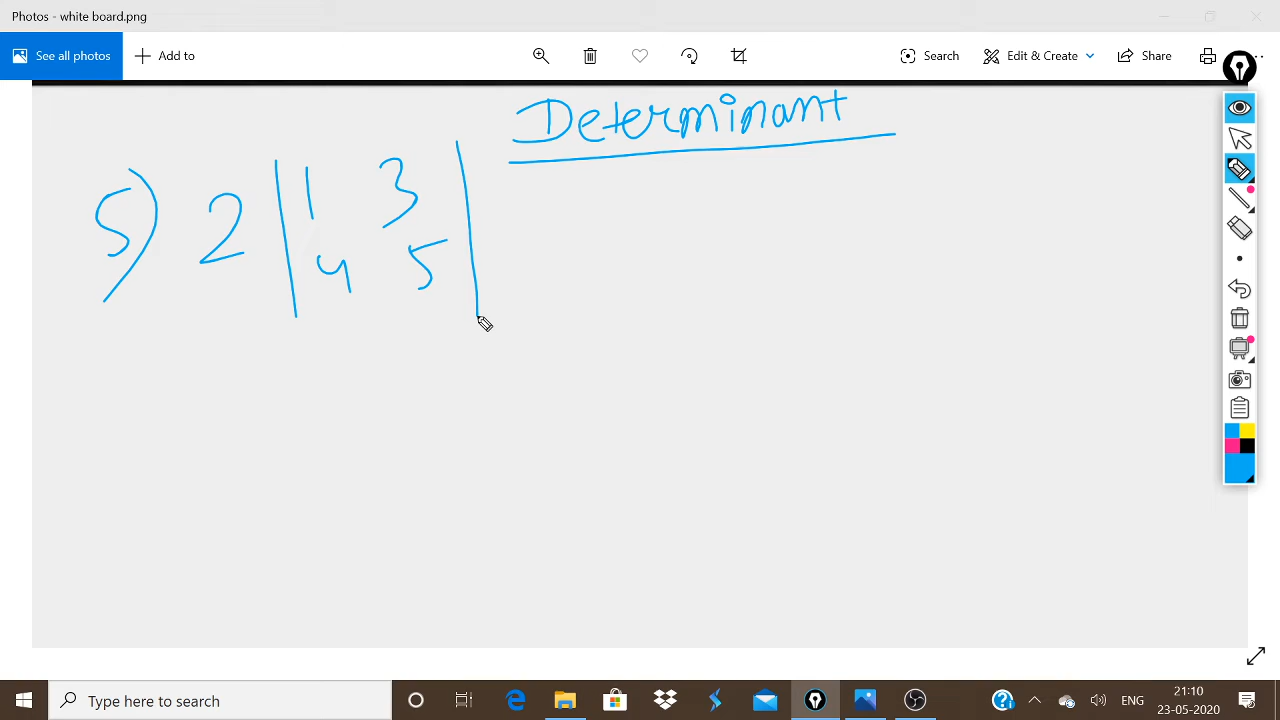 Photos - white board.png
See all photos Add to Search Edit & Create Share
Determinant
5) 2 | 1 3 |
4 5
Type here to search
ENG 21:10
23-05-2020